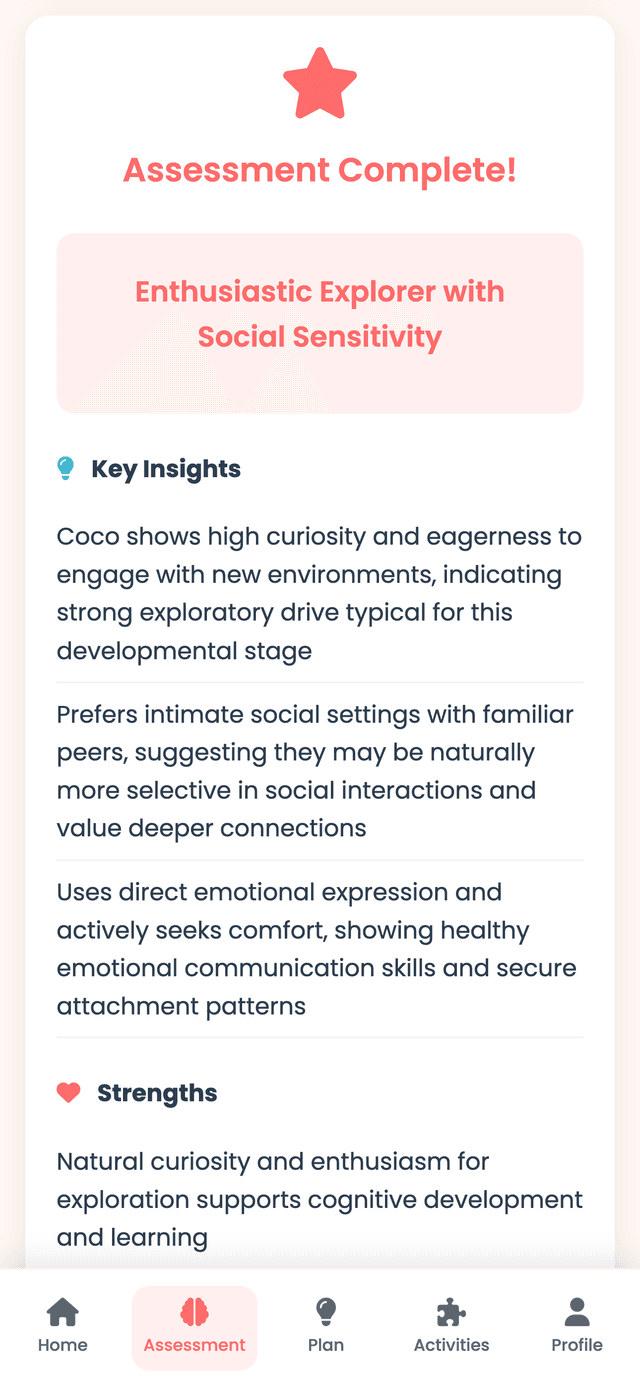 Assessment Complete!
Enthusiastic Explorer with
Social Sensitivity
Key Insights
Coco shows high curiosity and eagerness to
engage with new environments, indicating
strong exploratory drive typical for this
developmental stage
Prefers intimate social settings with familiar
peers, suggesting they may be naturally
more selective in social interactions and
value deeper connections
Uses direct emotional expression and
actively seeks comfort, showing healthy
emotional communication skills and secure
attachment patterns
Strengths
Natural curiosity and enthusiasm for
exploration supports cognitive development
and learning
Home
Assessment
Plan
Activities
Profile